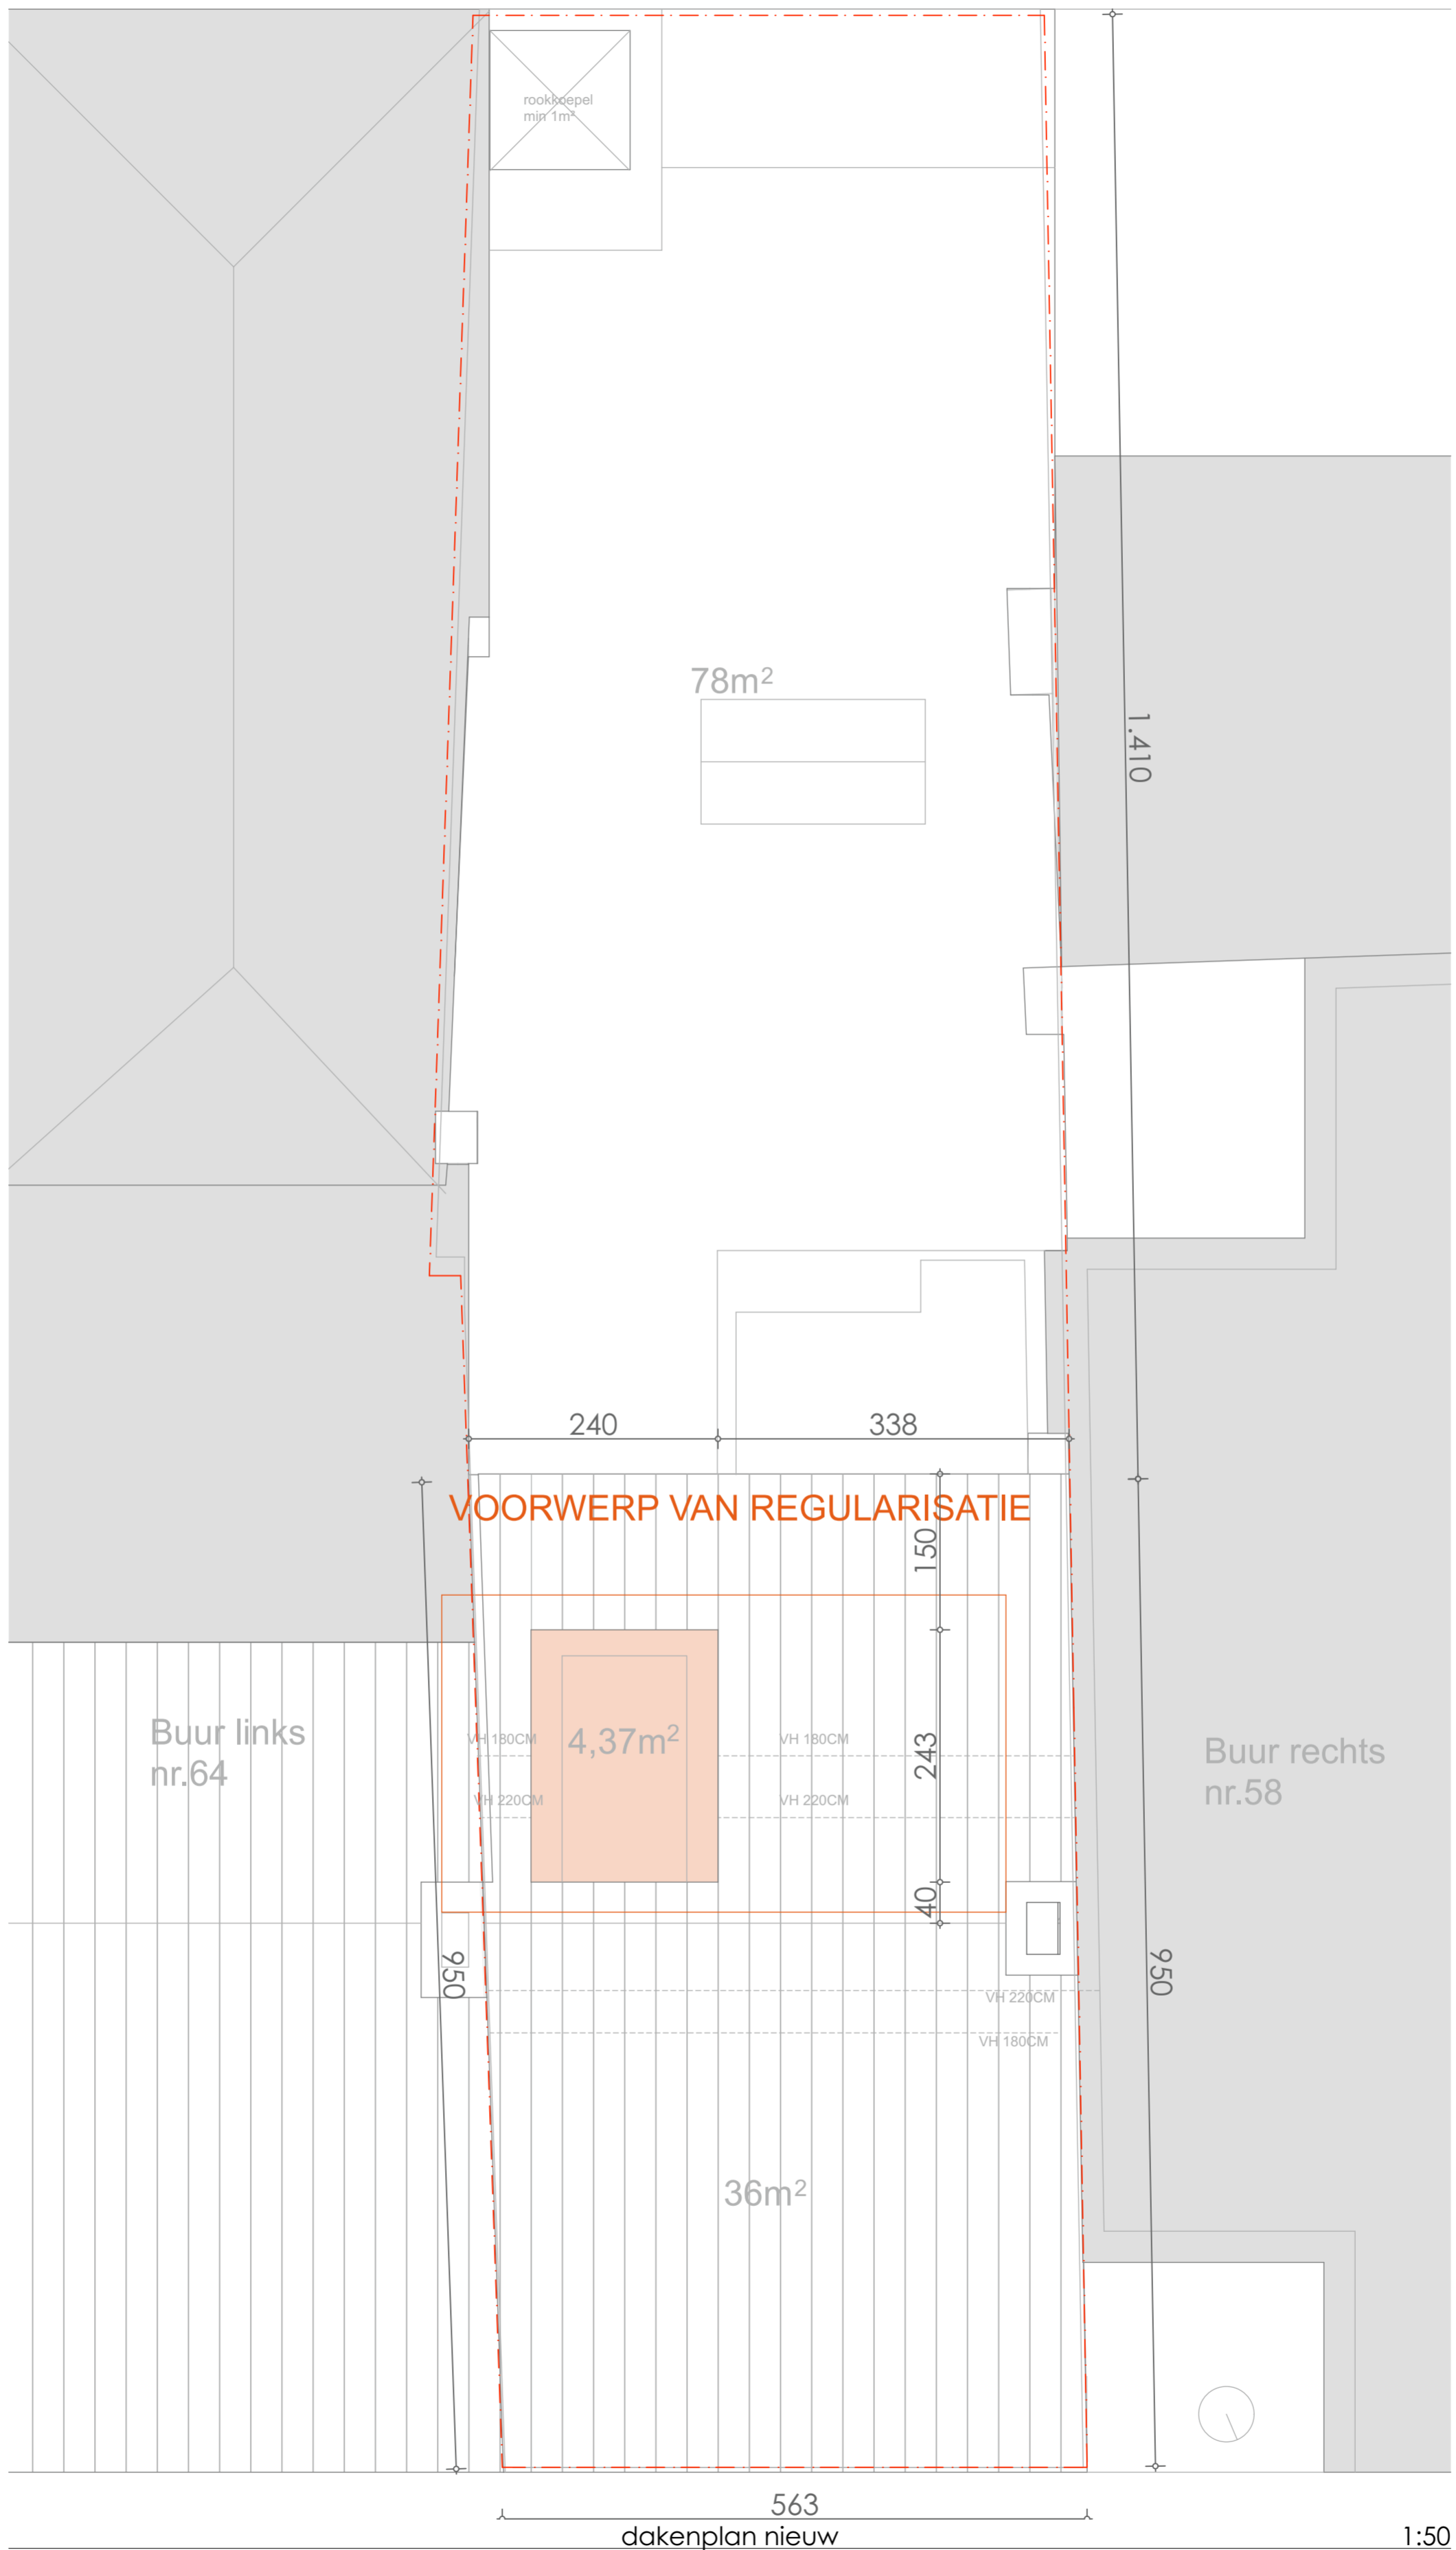 rookkoepel
min 1m²
78m²
1.410
240
338
VOORWERP VAN REGULARISATIE
150
Buur links
nr.64
VH 180CM
4,37m²
VH 180CM
243
Buur rechts
nr.58
VH 220CM
VH 220CM
40
950
950
VH 220CM
VH 180CM
36m²
563
dakenplan nieuw
1:50